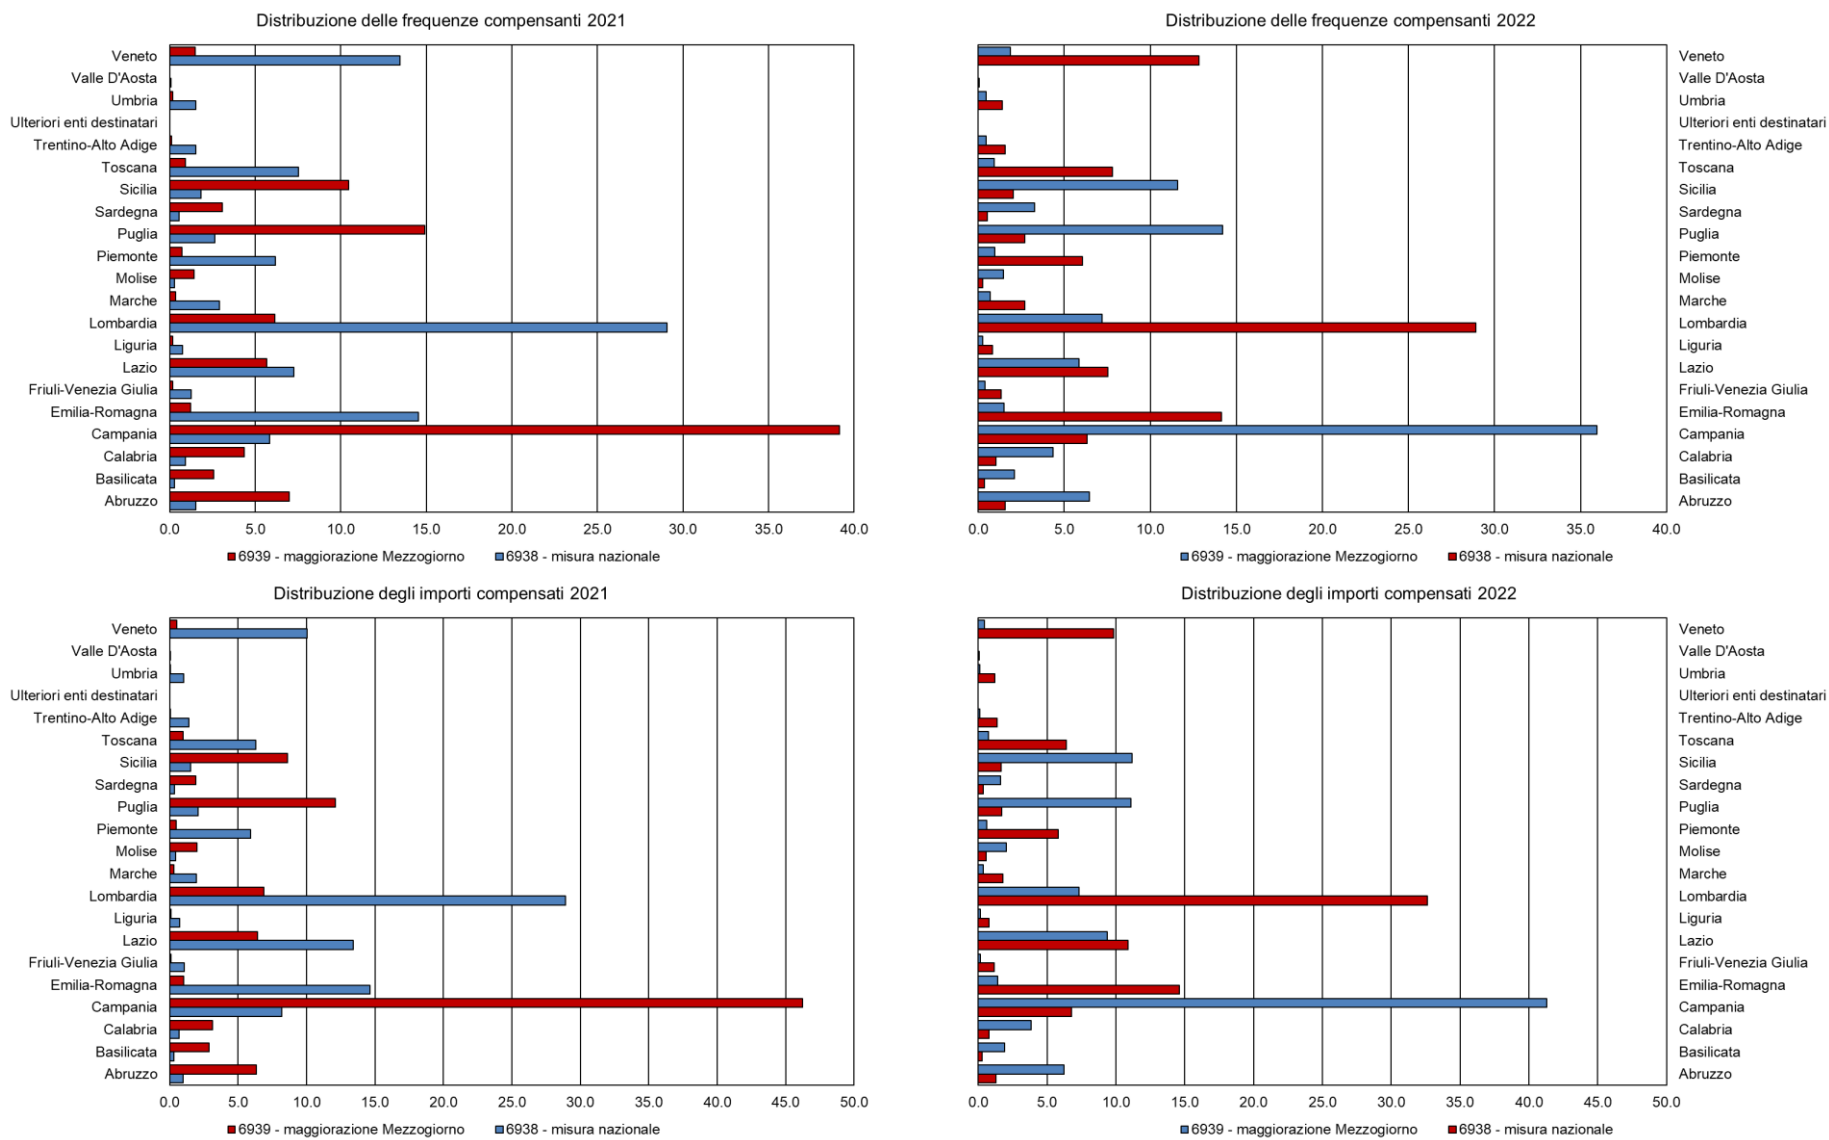 Distribuzione delle frequenze compensanti 2021
Veneto
Valle D'Aosta
Umbria
Ulteriori enti destinatari
Trentino-Alto Adige
Toscana
Sicilia
Sardegna
Puglia
Piemonte
Molise
Marche
Lombardia
Liguria
Lazio
Friuli-Venezia Giulia
Emilia-Romagna
Campania
Calabria
Basilicata
Abruzzo
0.0 5.0 10.0 15.0 20.0 25.0 30.0 35.0 40.0
6939 - maggiorazione Mezzogiorno 6938 - misura nazionale
Distribuzione delle frequenze compensanti 2022
Veneto
Valle D'Aosta
Umbria
Ulteriori enti destinatari
Trentino-Alto Adige
Toscana
Sicilia
Sardegna
Puglia
Piemonte
Molise
Marche
Lombardia
Liguria
Lazio
Friuli-Venezia Giulia
Emilia-Romagna
Campania
Calabria
Basilicata
Abruzzo
0.0 5.0 10.0 15.0 20.0 25.0 30.0 35.0 40.0
6939 - maggiorazione Mezzogiorno 6938 - misura nazionale
Distribuzione degli importi compensati 2021
Veneto
Valle D'Aosta
Umbria
Ulteriori enti destinatari
Trentino-Alto Adige
Toscana
Sicilia
Sardegna
Puglia
Piemonte
Molise
Marche
Lombardia
Liguria
Lazio
Friuli-Venezia Giulia
Emilia-Romagna
Campania
Calabria
Basilicata
Abruzzo
0.0 5.0 10.0 15.0 20.0 25.0 30.0 35.0 40.0 45.0 50.0
6939 - maggiorazione Mezzogiorno 6938 - misura nazionale
Distribuzione degli importi compensati 2022
Veneto
Valle D'Aosta
Umbria
Ulteriori enti destinatari
Trentino-Alto Adige
Toscana
Sicilia
Sardegna
Puglia
Piemonte
Molise
Marche
Lombardia
Liguria
Lazio
Friuli-Venezia Giulia
Emilia-Romagna
Campania
Calabria
Basilicata
Abruzzo
0.0 5.0 10.0 15.0 20.0 25.0 30.0 35.0 40.0 45.0 50.0
6939 - maggiorazione Mezzogiorno 6938 - misura nazionale